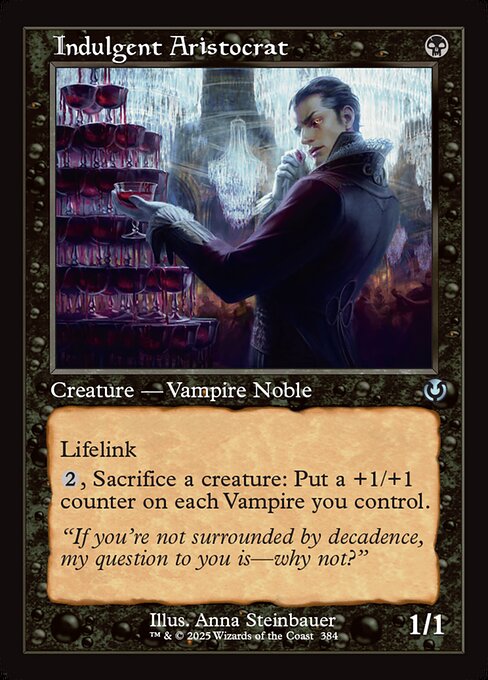 Indulgent Aristocrat
Creature — Vampire Noble
Lifelink
2, Sacrifice a creature: Put a +1/+1
counter on each Vampire you control.
“If you're not surrounded by decadence,
my question to you is—why not?”
Illus. Anna Steinbauer
™ & © 2025 Wizards of the Coast 384
1/1